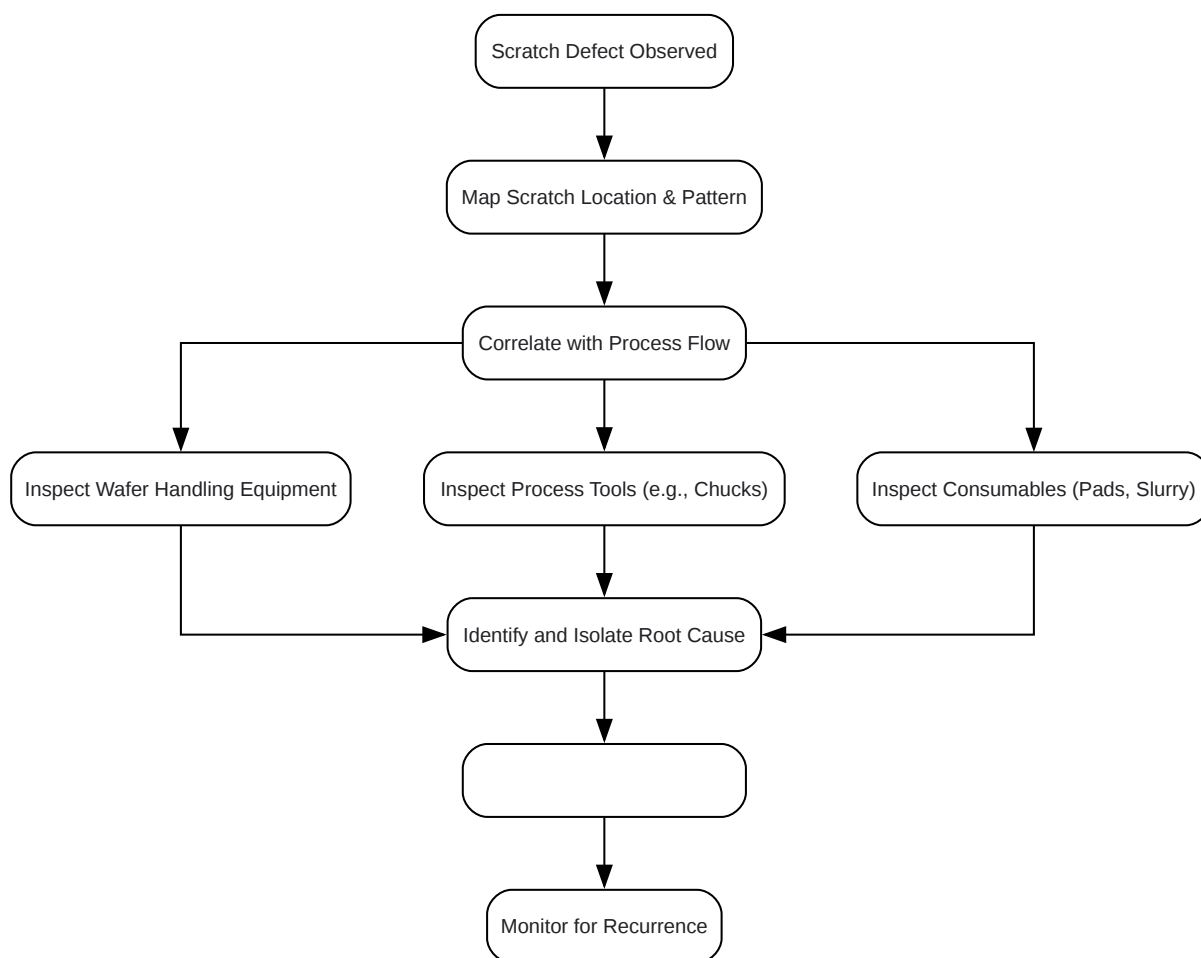 Scratch Defect Observed
Map Scratch Location & Pattern
Correlate with Process Flow
Inspect Wafer Handling Equipment
Inspect Process Tools (e.g., Chucks)
Inspect Consumables (Pads, Slurry)
Identify and Isolate Root Cause
Monitor for Recurrence